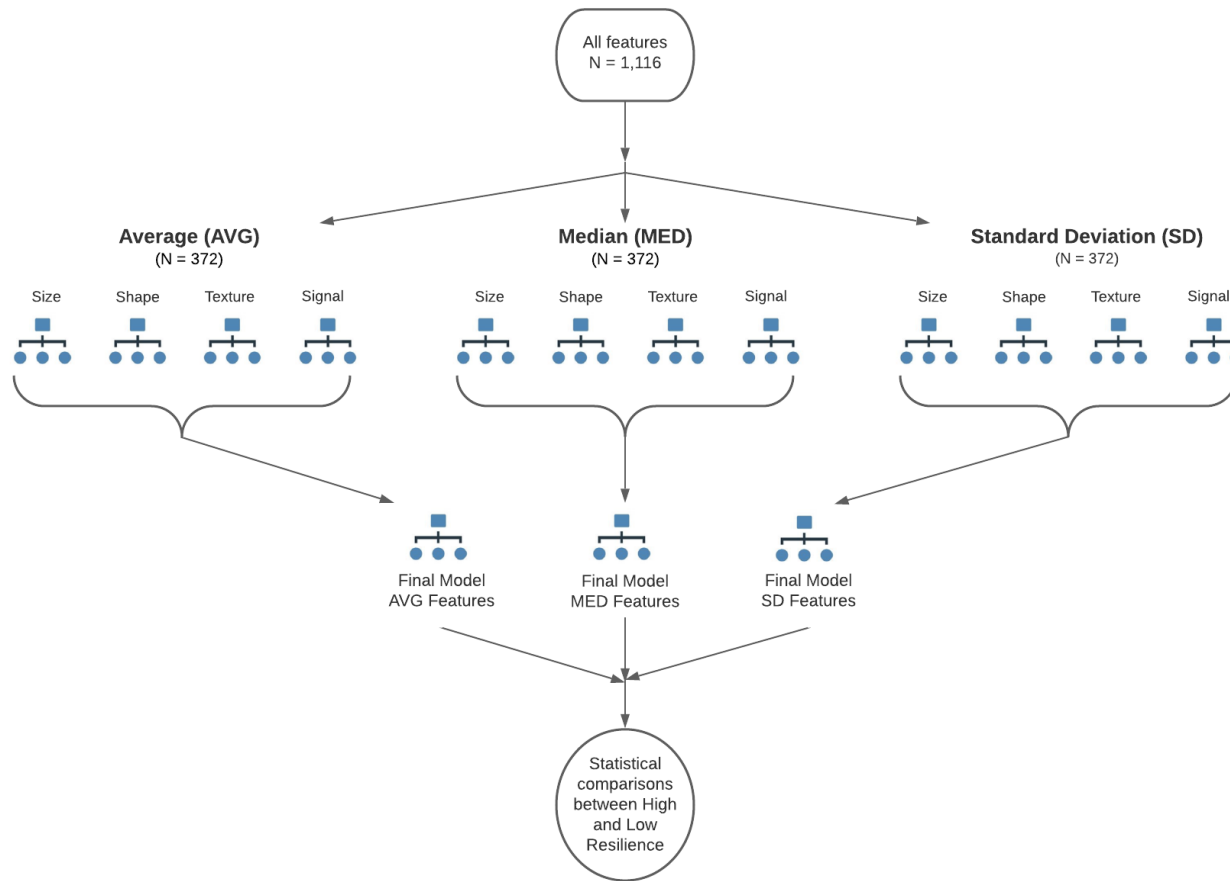 All features
N = 1,116
Average (AVG)
(N = 372)
Median (MED)
(N = 372)
Standard Deviation (SD)
(N = 372)
Size
Shape
Texture
Signal
Size
Shape
Texture
Signal
Size
Shape
Texture
Signal
Final Model
AVG Features
Final Model
MED Features
Final Model
SD Features
Statistical
comparisons
between High
and Low
Resilience